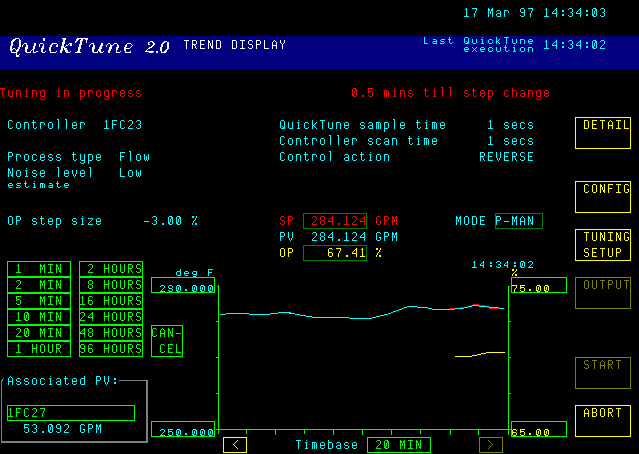 17 Mar 97 14:34:03
QuickTune 2.0 TREND DISPLAY Last QuickTune execution 14:34:02
Tuning in progress 0.5 mins till step change
Controller 1FC23 QuickTune sample time 1 secs DETAIL
Controller scan time 1 secs
Process type Flow Control action REVERSE
Noise level Low
estimate
CONFIG
OP step size -3.00 % SP 284.124 GPM MODE P-MAN
PV 284.124 GPM TUNING
OP 67.41 % SETUP
1 MIN 2 HOURS deg F 14:34:02 %
2 MIN 8 HOURS 290.000 75.00 OUTPUT
5 MIN 16 HOURS
10 MIN 24 HOURS
20 MIN 48 HOURS CAN-
1 HOUR 96 HOURS CEL
START
Associated PV:
1FC27 ABORT
53.092 GPM 250.000 65.00
< Timebase 20 MIN >